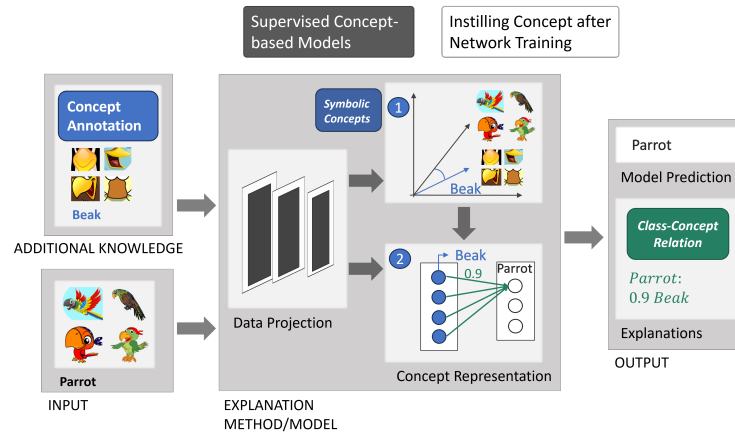 Supervised Concept-
based Models
Instilling Concept after
Network Training
Concept
Annotation
Beak
ADDITIONAL KNOWLEDGE
Parrot
INPUT
Data Projection
Symbolic
Concepts
1
Beak
2
Beak
0.9
Parrot
Concept Representation
EXPLANATION
METHOD/MODEL
Parrot
Model Prediction
Class-Concept
Relation
Parrot:
0.9 Beak
Explanations
OUTPUT